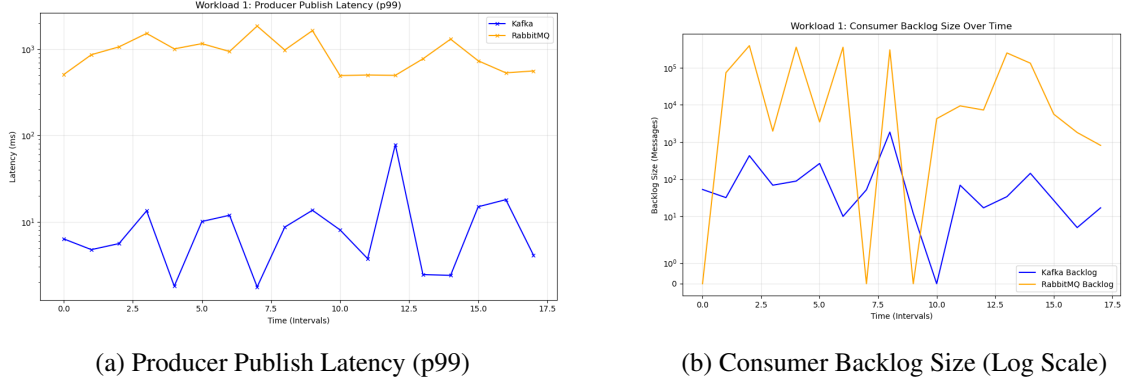 Workload 1: Producer Publish Latency (p99)
Kafka
RabbitMQ
10³
10²
10¹
Latency (ms)
0.0 2.5 5.0 7.5 10.0 12.5 15.0 17.5
Time (Intervals)
(a) Producer Publish Latency (p99)
Workload 1: Consumer Backlog Size Over Time
10⁵
10⁴
10³
10²
10¹
10⁰
0
Backlog Size (Messages)
Kafka Backlog
RabbitMQ Backlog
0.0 2.5 5.0 7.5 10.0 12.5 15.0 17.5
Time (Intervals)
(b) Consumer Backlog Size (Log Scale)